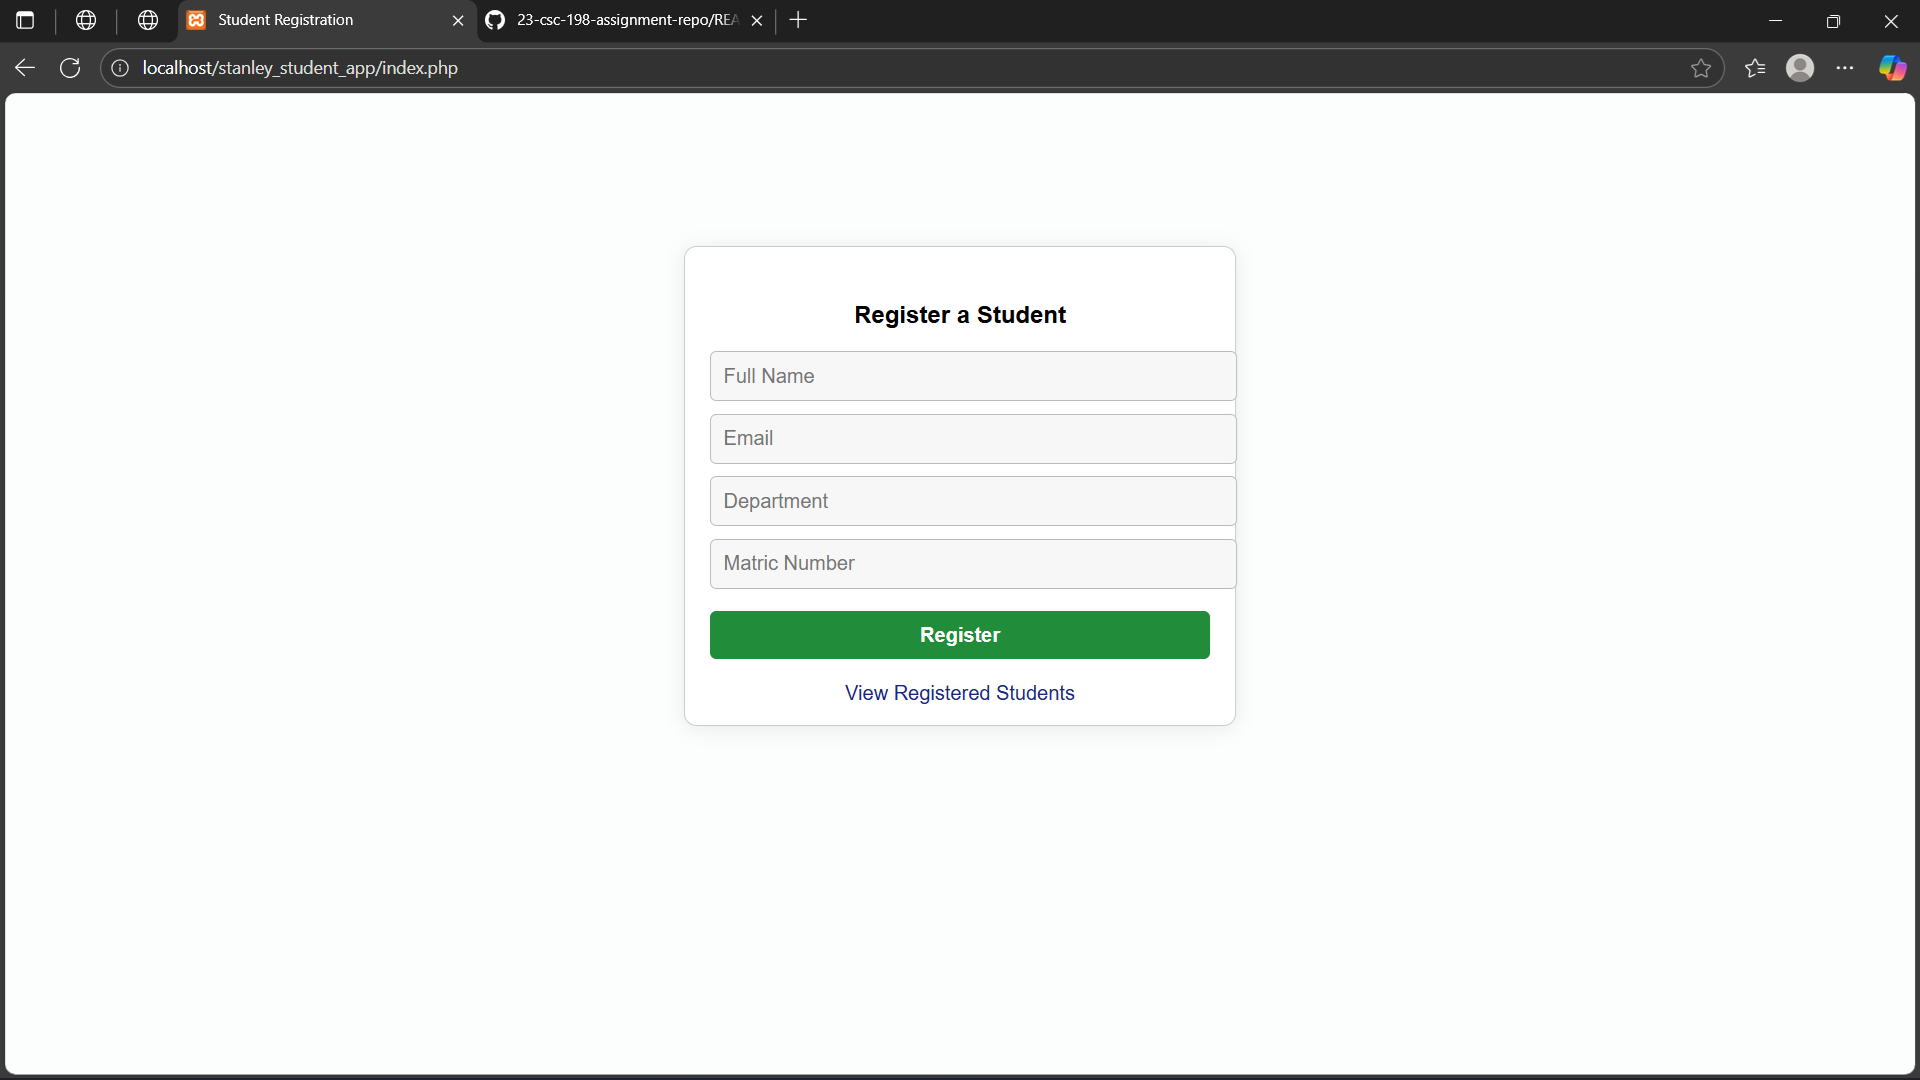 Student Registration
23-csc-198-assignment-repo/REA
localhost/stanley_student_app/index.php
Register a Student
Full Name
Email
Department
Matric Number
Register
View Registered Students